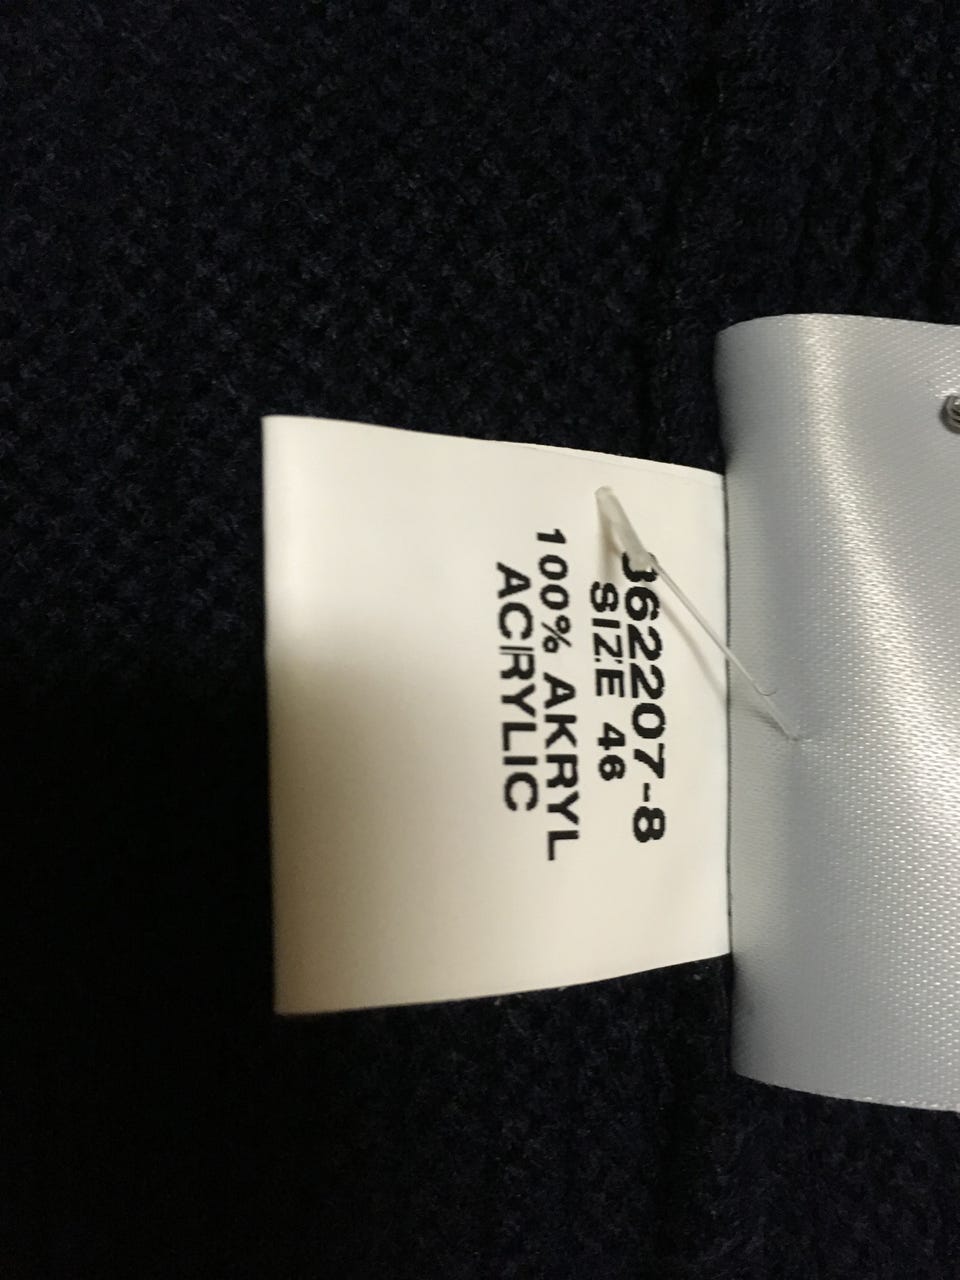 362207-8
SIZE 46
100% AKRYL
ACRYLIC